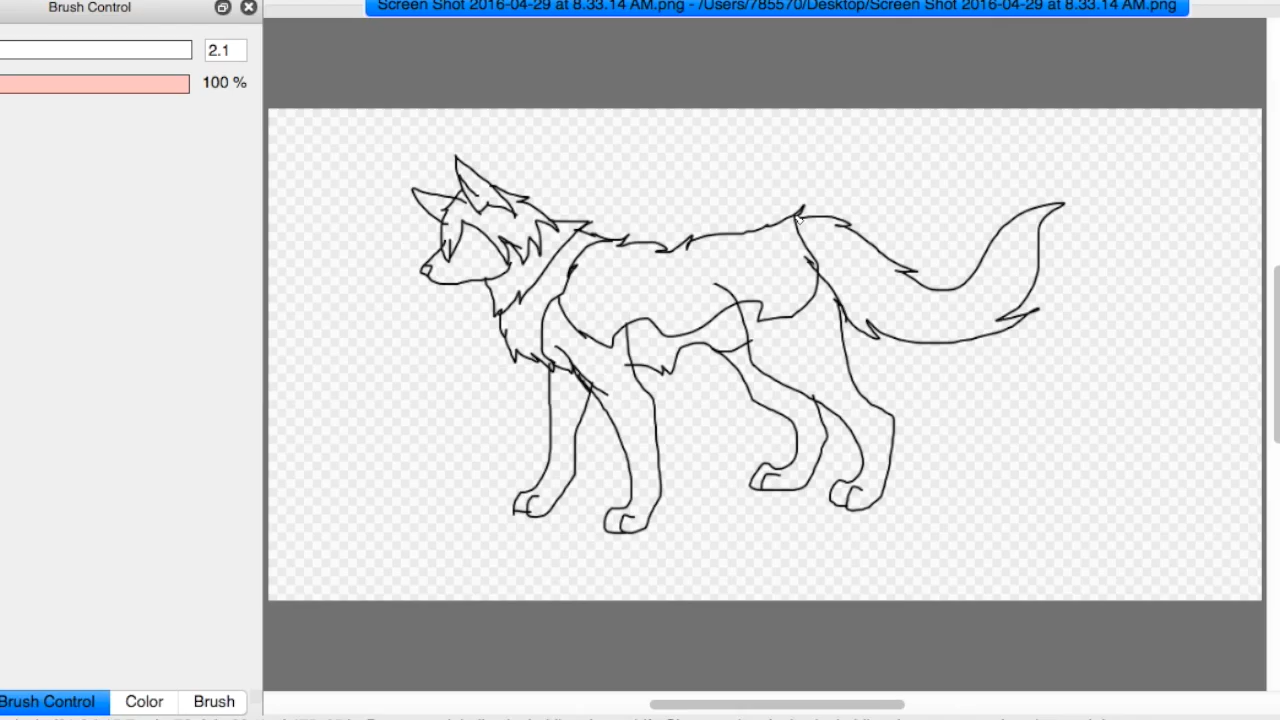 Brush Control
Screen Shot 2016-04-29 at 8.33.14 AM.png - /Users/785570/Desktop/Screen Shot 2016-04-29 at 8.33.14 AM.png
2.1
100 %
Brush Control
Color
Brush